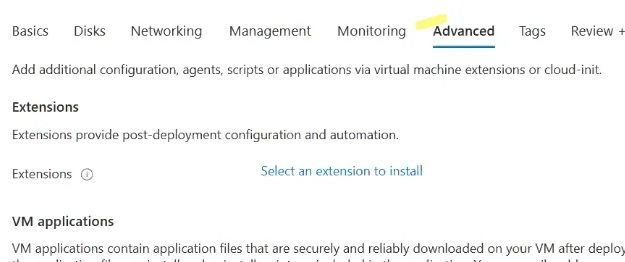 Basics Disks Networking Management Monitoring Advanced Tags Review +
Add additional configuration, agents, scripts or applications via virtual machine extensions or cloud-init.
Extensions
Extensions provide post-deployment configuration and automation.
Extensions Select an extension to install
VM applications
VM applications contain application files that are securely and reliably downloaded on your VM after deploy